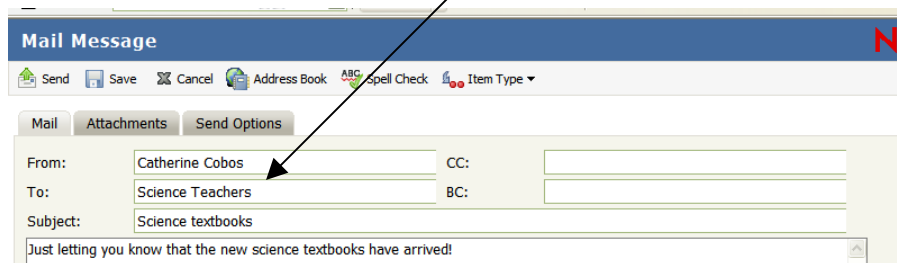 Mail Message N
Send Save Cancel Address Book ABC Spell Check Item Type
Mail Attachments Send Options
From: Catherine Cobos CC:
To: Science Teachers BC:
Subject: Science textbooks
Just letting you know that the new science textbooks have arrived!